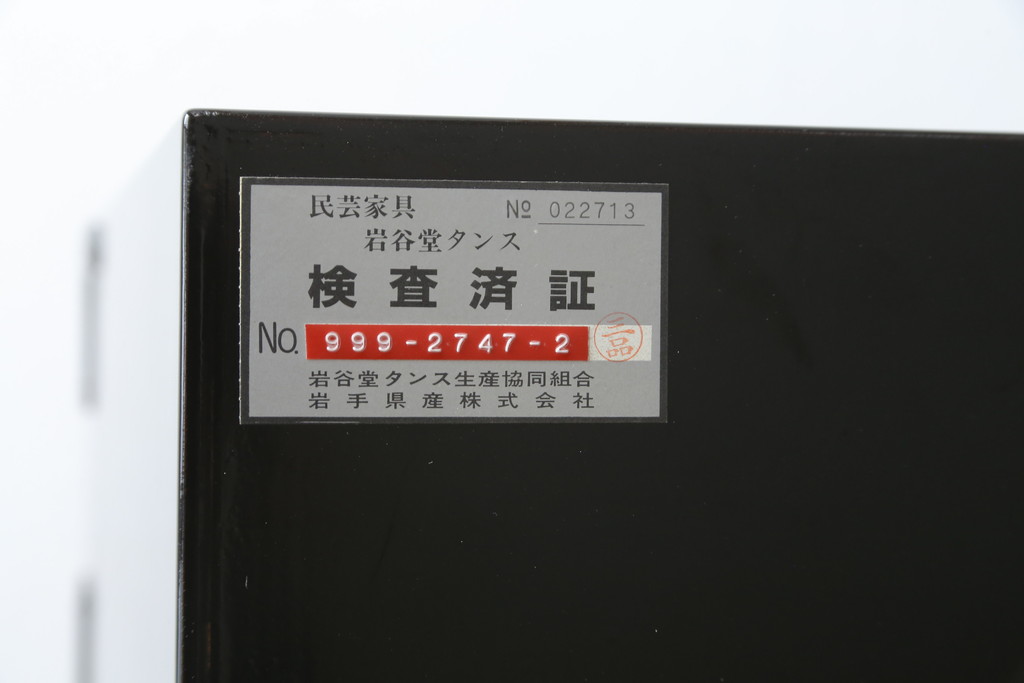 民芸家具 № 022713
岩谷堂タンス
検査済証
No. 999-2747-2
岩谷堂タンス生産協同組合
岩手県産株式会社